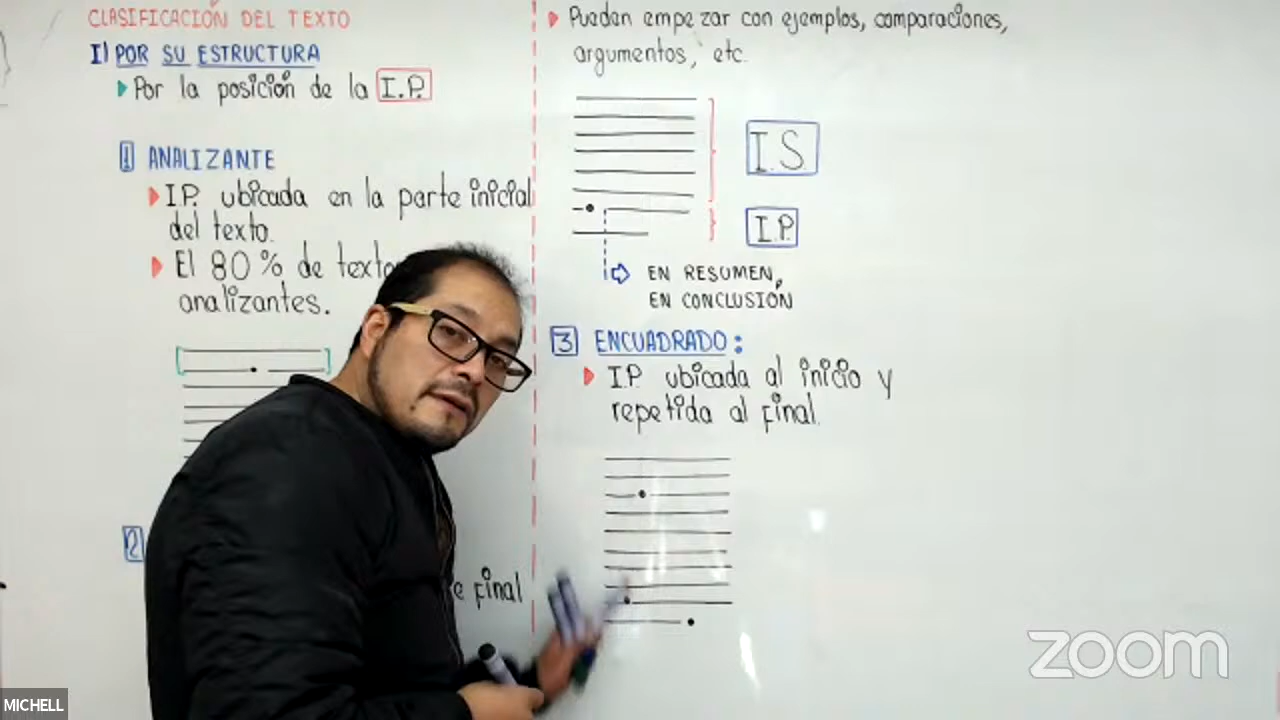 CLASIFICACIÓN DEL TEXTO
I) POR SU ESTRUCTURA
Por la posición de la I.P.
1 ANALIZANTE
I.P. ubicada en la parte inicial
del texto.
El 80 % de texto
analizantes.
2
e final
Pueden empezar con ejemplos, comparaciones,
argumentos, etc.
I.S.
I.P.
EN RESUMEN,
EN CONCLUSIÓN
3 ENCUADRADO:
I.P. ubicada al inicio y
repetida al final.
zoom
MICHELL